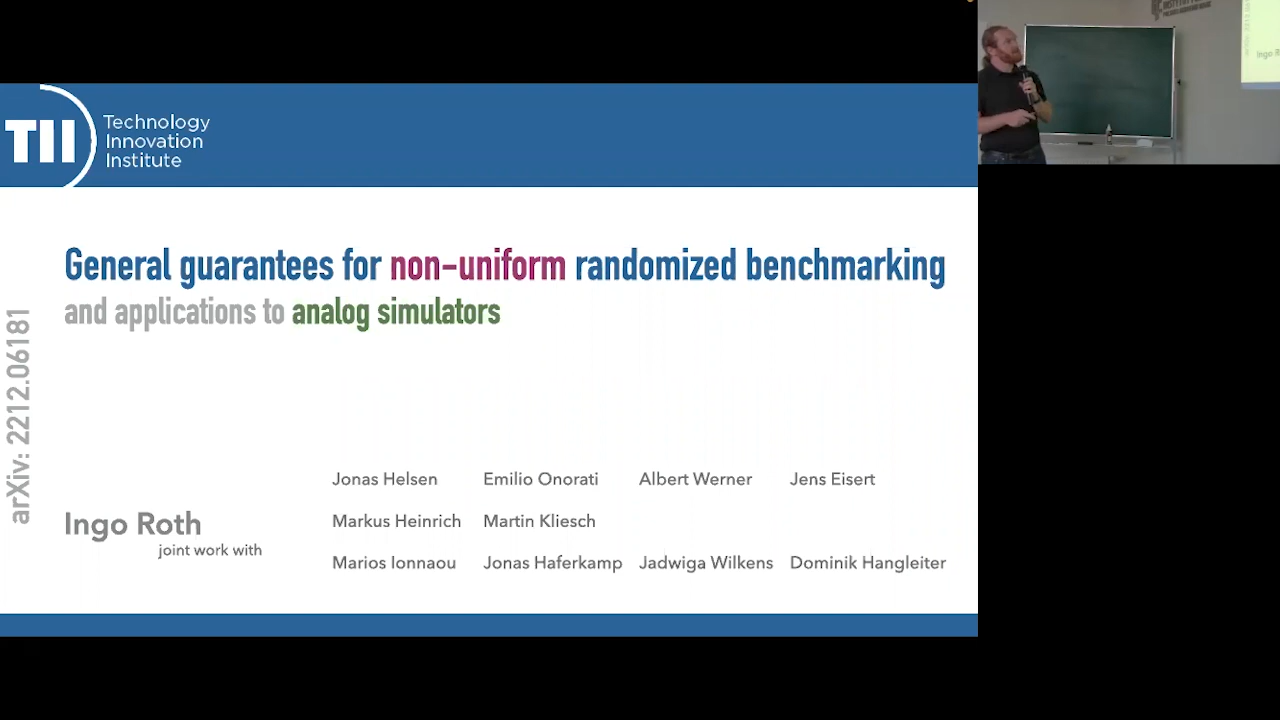 TII
Technology
Innovation
Institute
General guarantees for non-uniform randomized benchmarking
and applications to analog simulators
arXiv: 2212.06181
Ingo Roth
joint work with
Jonas Helsen Emilio Onorati Albert Werner Jens Eisert
Markus Heinrich Martin Kliesch
Marios Ionnaou Jonas Haferkamp Jadwiga Wilkens Dominik Hangleiter
Ingo R